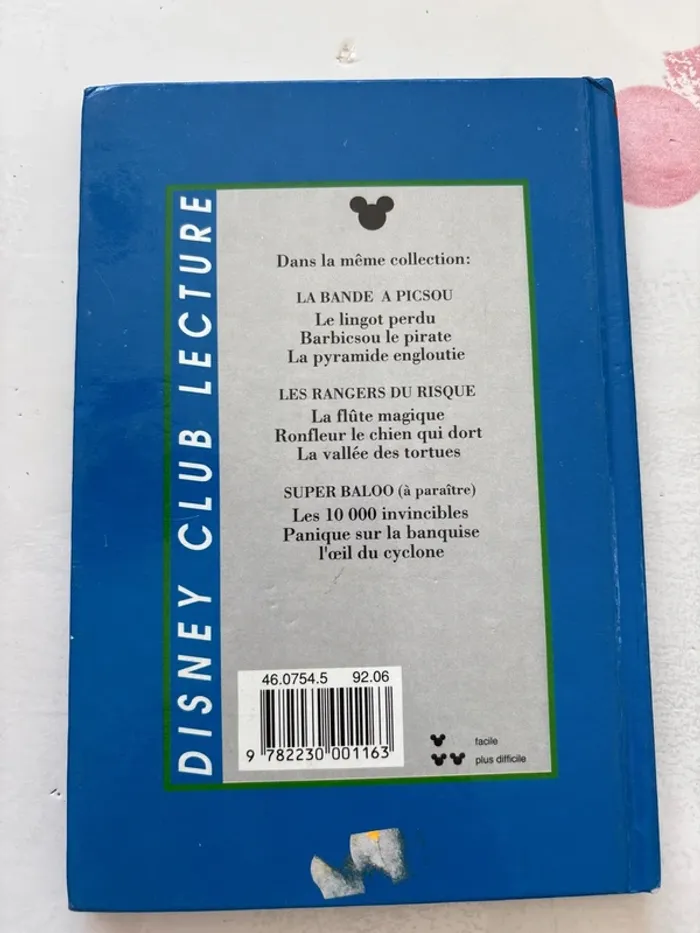 DISNEY CLUB LECTURE
Dans la même collection:
LA BANDE A PICSOU
Le lingot perdu
Barbicsou le pirate
La pyramide engloutie
LES RANGERS DU RISQUE
La flûte magique
Ronfleur le chien qui dort
La vallée des tortues
SUPER BALOO (à paraître)
Les 10 000 invincibles
Panique sur la banquise
l'œil du cyclone
46.0754.5 92.06
9 782230 001163
facile
plus difficile